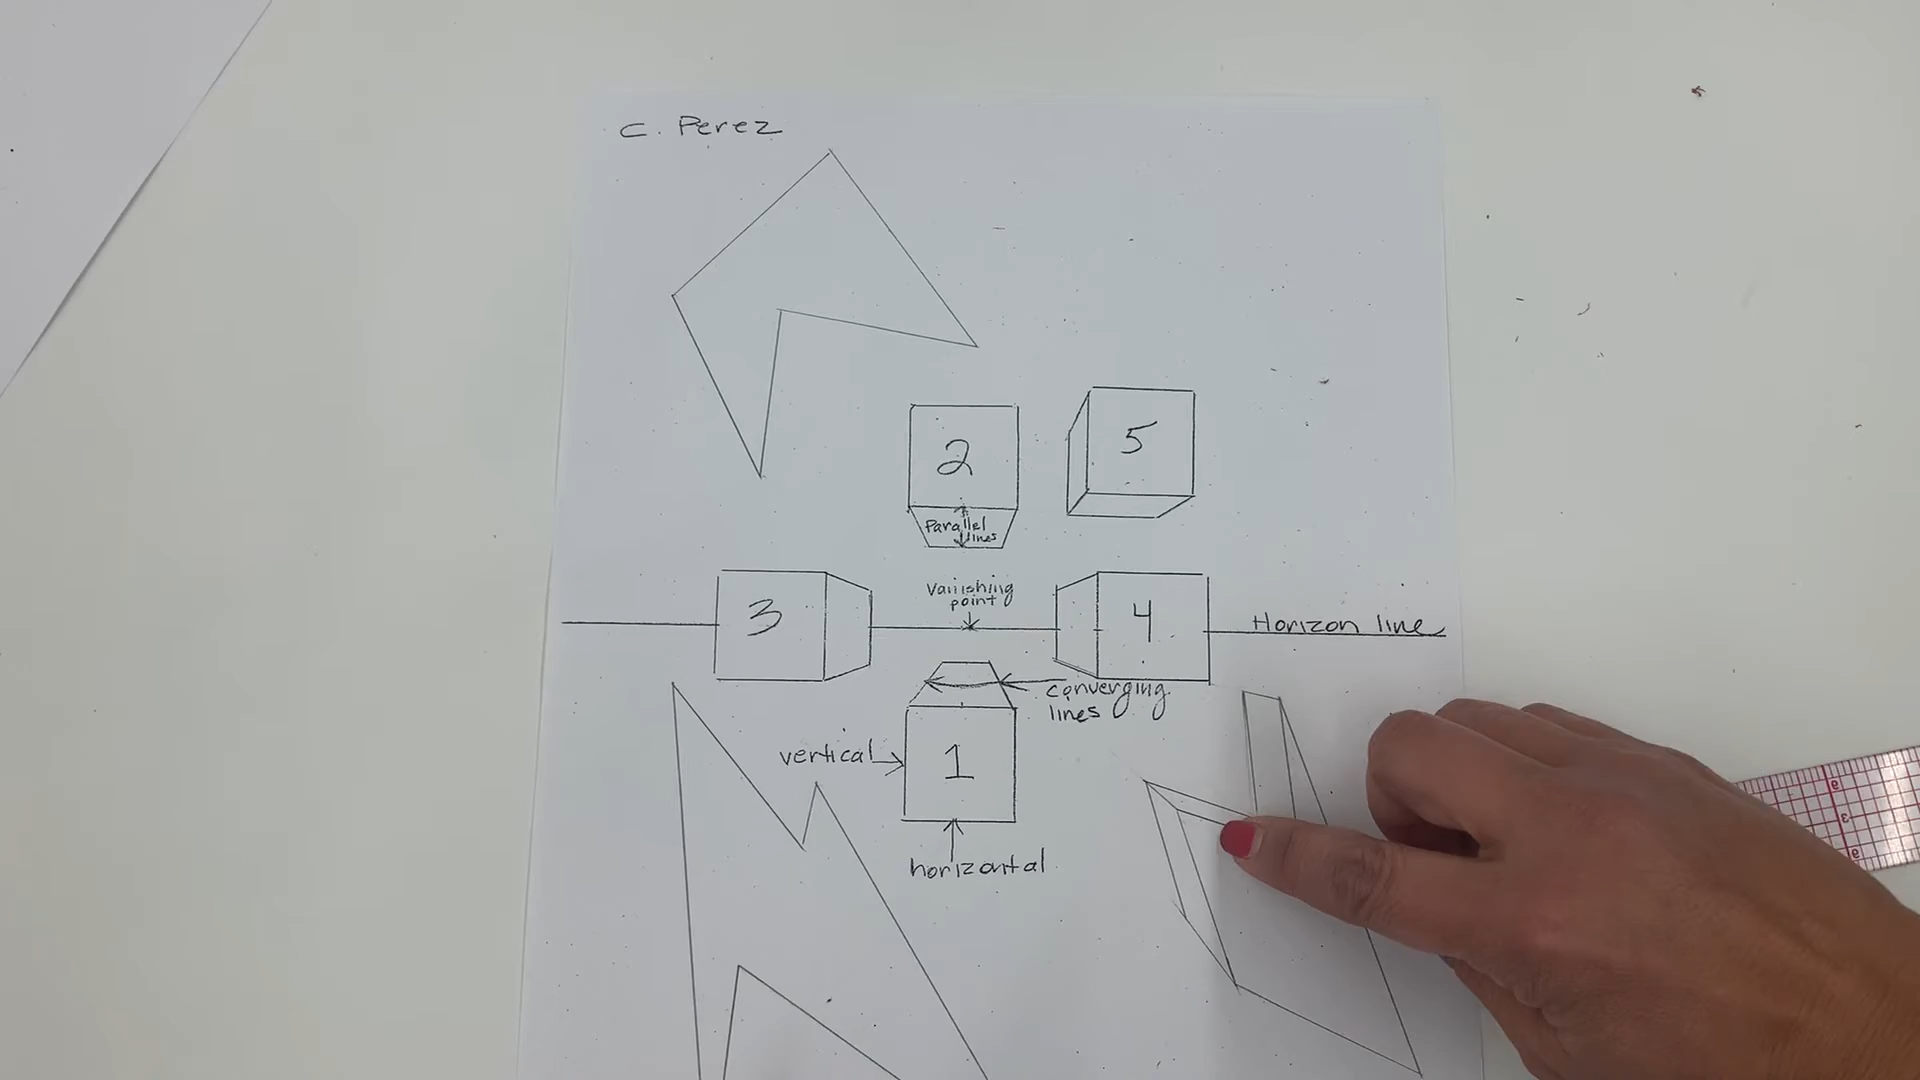 C. Perez
2
5
Parallel
lines
Vanishing
point
3
4
Horizon line
converging
lines
vertical
1
horizontal